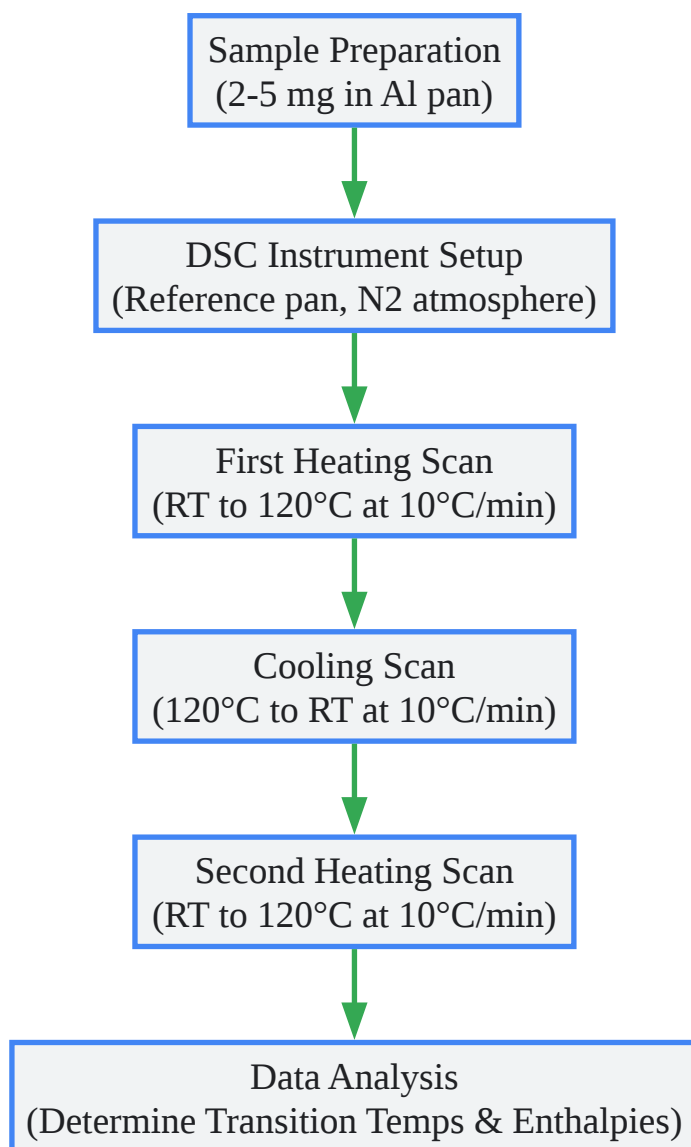 Sample Preparation
(2-5 mg in Al pan)
DSC Instrument Setup
(Reference pan, N2 atmosphere)
First Heating Scan
(RT to 120°C at 10°C/min)
Cooling Scan
(120°C to RT at 10°C/min)
Second Heating Scan
(RT to 120°C at 10°C/min)
Data Analysis
(Determine Transition Temps & Enthalpies)